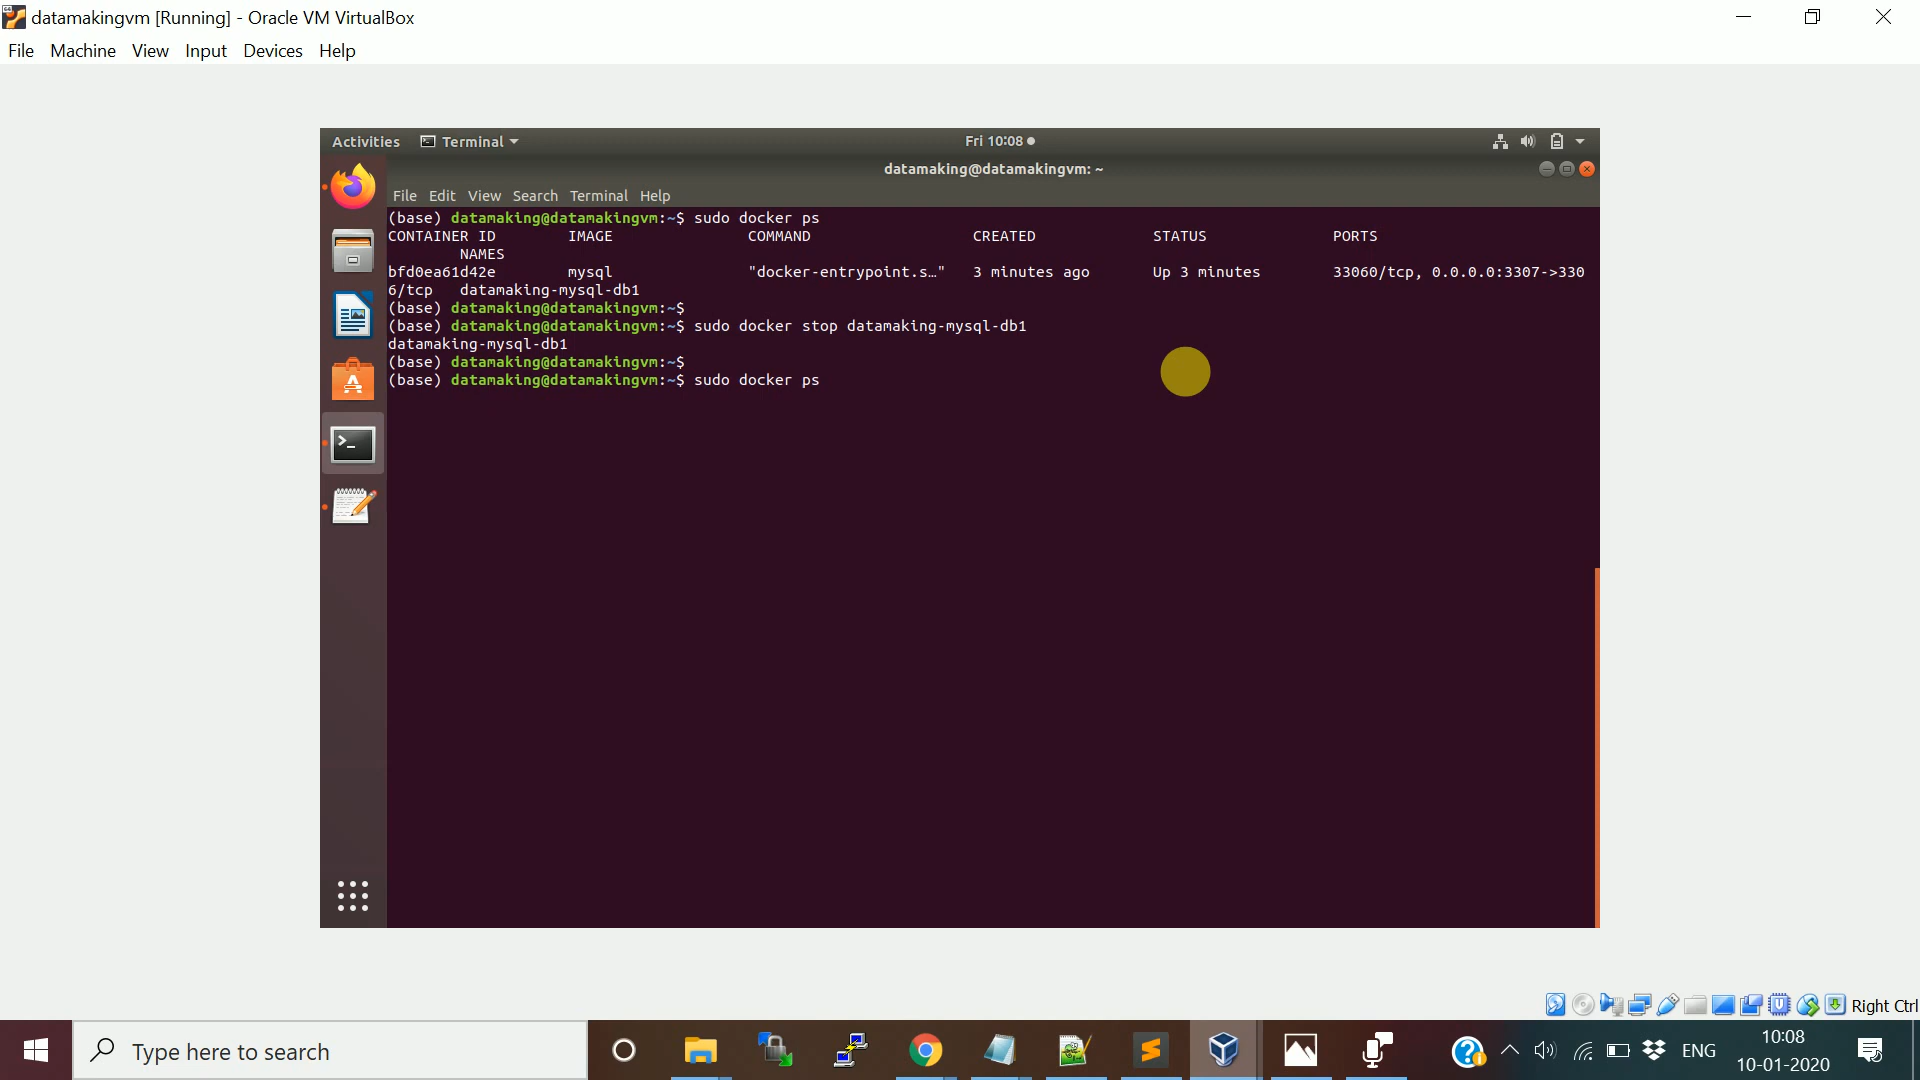 datamakingvm [Running] - Oracle VM VirtualBox
File Machine View Input Devices Help
Activities Terminal Fri 10:08
datamaking@datamakingvm: ~
File Edit View Search Terminal Help
(base) datamaking@datamakingvm:~$ sudo docker ps
CONTAINER ID IMAGE COMMAND CREATED STATUS PORTS
NAMES
bfd0ea61d42e mysql "docker-entrypoint.s…" 3 minutes ago Up 3 minutes 33060/tcp, 0.0.0.0:3307->330
6/tcp datamaking-mysql-db1
(base) datamaking@datamakingvm:~$
(base) datamaking@datamakingvm:~$ sudo docker stop datamaking-mysql-db1
datamaking-mysql-db1
(base) datamaking@datamakingvm:~$
(base) datamaking@datamakingvm:~$ sudo docker ps
Right Ctrl
Type here to search
ENG
10:08
10-01-2020